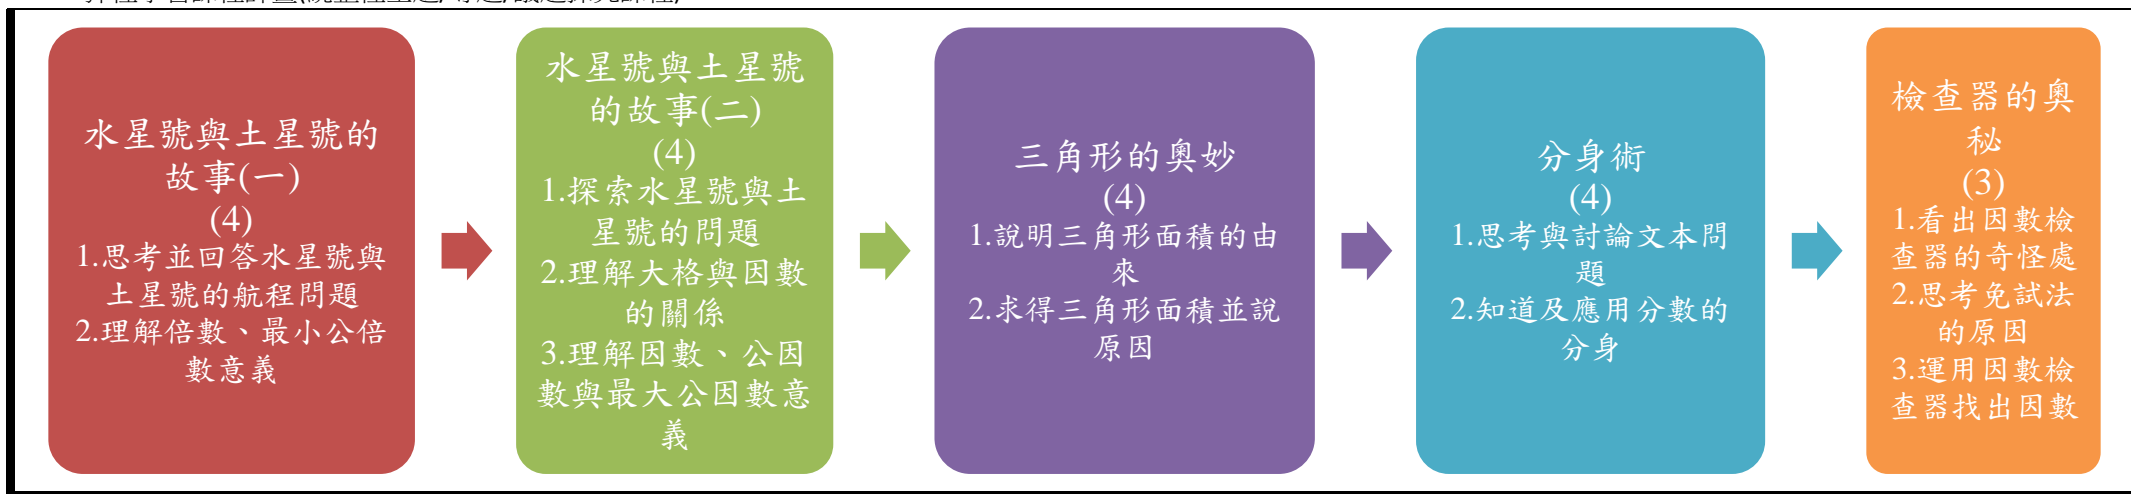 水星號與土星號的
故事(一)
(4)
1.思考並回答水星號與
土星號的航程問題
2.理解倍數、最小公倍
數意義
水星號與土星號
的故事(二)
(4)
1.探索水星號與土
星號的問題
2.理解大格與因數
的關係
3.理解因數、公因
數與最大公因數意
義
三角形的奧妙
(4)
1.說明三角形面積的由
來
2.求得三角形面積並說
原因
分身術
(4)
1.思考與討論文本問
題
2.知道及應用分數的
分身
檢查器的奧
秘
(3)
1.看出因數檢
查器的奇怪處
2.思考免試法
的原因
3.運用因數檢
查器找出因數